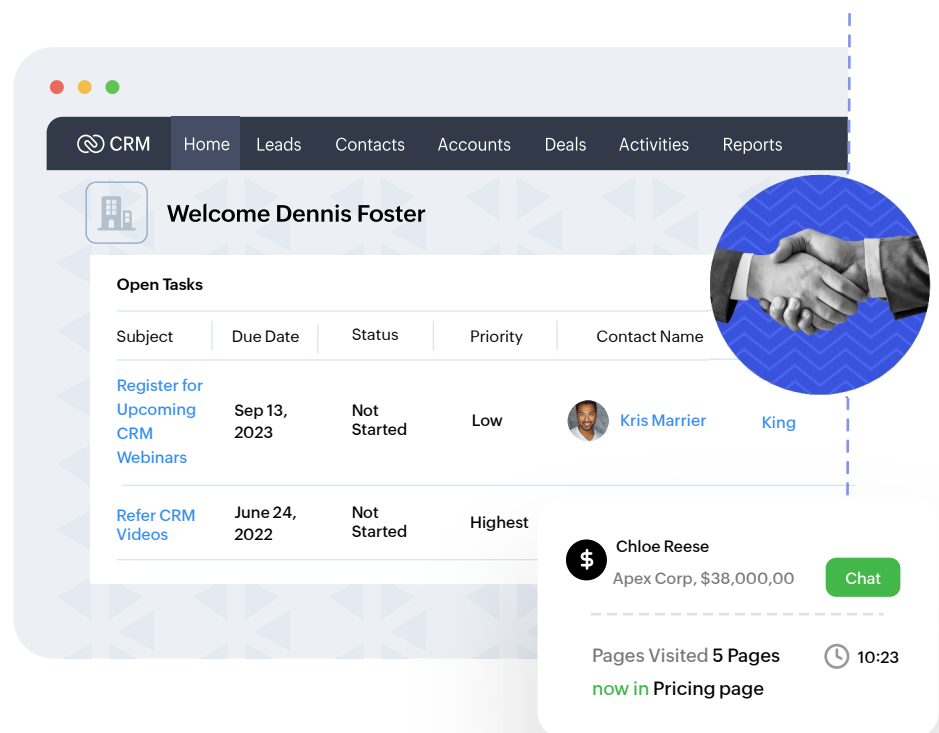 CRM Home Leads Contacts Accounts Deals Activities Reports
Welcome Dennis Foster
Open Tasks
Subject Due Date Status Priority Contact Name
Register for
Upcoming
CRM
Webinars
Sep 13,
2023
Not
Started
Low
Kris Marrier
King
Refer CRM
Videos
June 24,
2022
Not
Started
Highest
$
Chloe Reese
Apex Corp, $38,000,00
Chat
Pages Visited 5 Pages
now in Pricing page
10:23